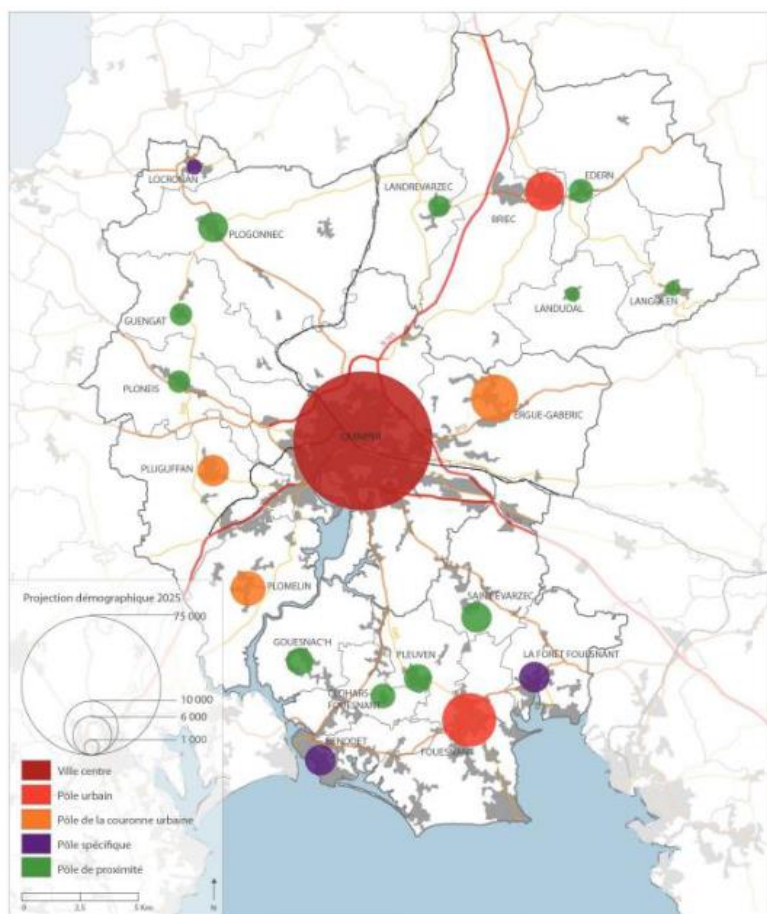 LOCRONAN
PLOGONNEC
LANDREVARZEC
EDERN
BRIEC
GUENGAT
LANDUDAL
LANGOLEN
PLONEIS
ERGUE-GABERIC
QUIMPER
PLUGUFFAN
PLOMELIN
SAINT EVARZEC
GOUESNAC'H
PLEUVEN
LA FORET FOUESNANT
CLOHARS-
FOUESNANT
FOUESNANT
BENODET
Projection démographique 2025
75 000
10 000
6 000
1 000
Ville centre
Pôle urbain
Pôle de la couronne urbaine
Pôle spécifique
Pôle de proximité
0 2,5 5 Km
N